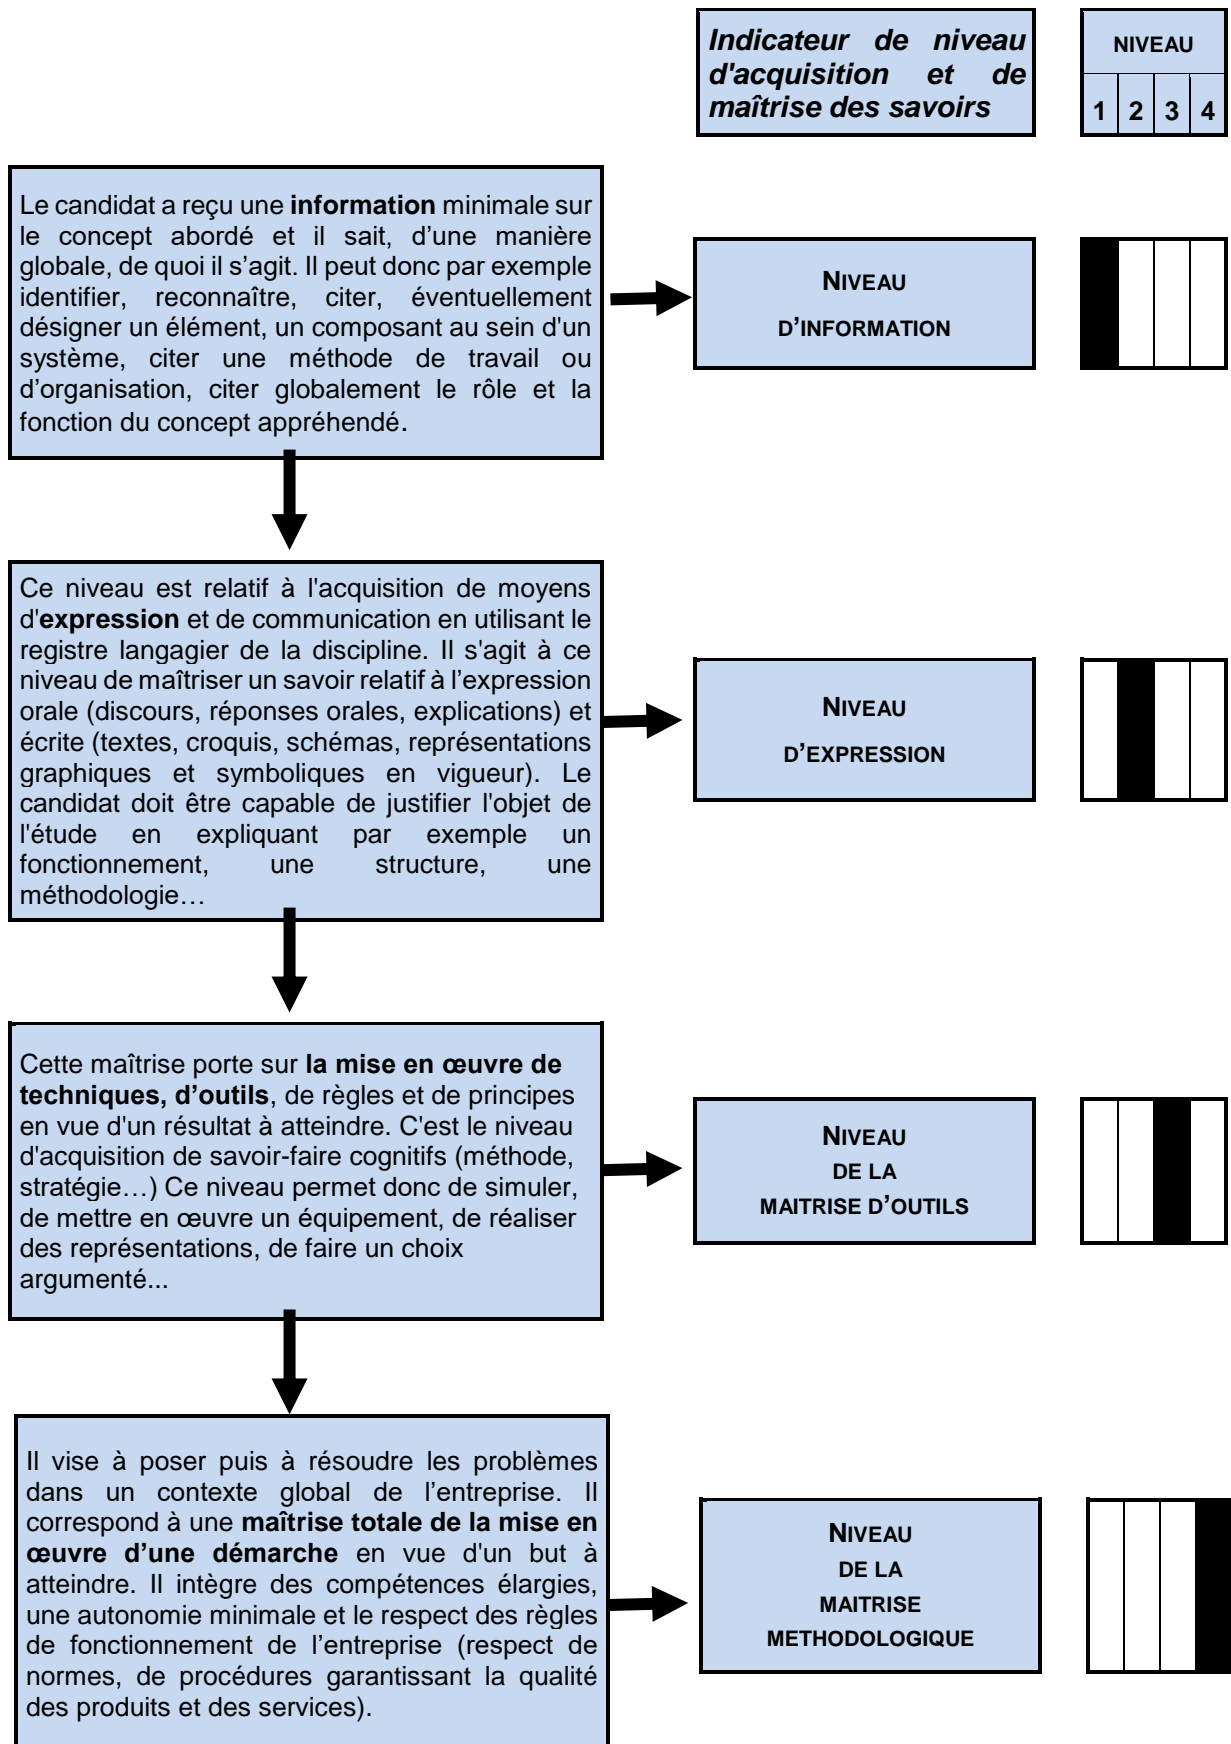 Indicateur de niveau
d'acquisition et de
maîtrise des savoirs
NIVEAU
1 2 3 4
Le candidat a reçu une information minimale sur
le concept abordé et il sait, d’une manière
globale, de quoi il s’agit. Il peut donc par exemple
identifier, reconnaître, citer, éventuellement
désigner un élément, un composant au sein d'un
système, citer une méthode de travail ou
d’organisation, citer globalement le rôle et la
fonction du concept appréhendé.
NIVEAU
D’INFORMATION
Ce niveau est relatif à l'acquisition de moyens
d'expression et de communication en utilisant le
registre langagier de la discipline. Il s'agit à ce
niveau de maîtriser un savoir relatif à l’expression
orale (discours, réponses orales, explications) et
écrite (textes, croquis, schémas, représentations
graphiques et symboliques en vigueur). Le
candidat doit être capable de justifier l'objet de
l'étude en expliquant par exemple un
fonctionnement, une structure, une
méthodologie…
NIVEAU
D’EXPRESSION
Cette maîtrise porte sur la mise en œuvre de
techniques, d’outils, de règles et de principes
en vue d'un résultat à atteindre. C'est le niveau
d'acquisition de savoir-faire cognitifs (méthode,
stratégie…) Ce niveau permet donc de simuler,
de mettre en œuvre un équipement, de réaliser
des représentations, de faire un choix
argumenté...
NIVEAU
DE LA
MAITRISE D’OUTILS
Il vise à poser puis à résoudre les problèmes
dans un contexte global de l’entreprise. Il
correspond à une maîtrise totale de la mise en
œuvre d’une démarche en vue d'un but à
atteindre. Il intègre des compétences élargies,
une autonomie minimale et le respect des règles
de fonctionnement de l’entreprise (respect de
normes, de procédures garantissant la qualité
des produits et des services).
NIVEAU
DE LA
MAITRISE
METHODOLOGIQUE